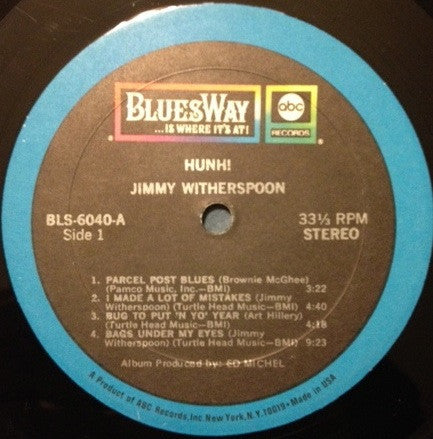 BLUESWAY
...IS WHERE IT'S AT!
abc
RECORDS
HUNH!
JIMMY WITHERSPOON
BLS-6040-A
Side 1
33⅓ RPM
STEREO
1. PARCEL POST BLUES (Brownie McGhee)
(Pamco Music, Inc.—BMI) 3:22
2. I MADE A LOT OF MISTAKES (Jimmy
Witherspoon) (Turtle Head Music—BMI) 4:40
3. BUG TO PUT 'N YO' YEAR (Art Hillery)
(Turtle Head Music—BMI) 4:18
4. BAGS UNDER MY EYES (Jimmy
Witherspoon) (Turtle Head Music—BMI) 9:23
Album Produced by: ED MICHEL
A Product of ABC Records, Inc. New York, N.Y. 10019 • Made in USA